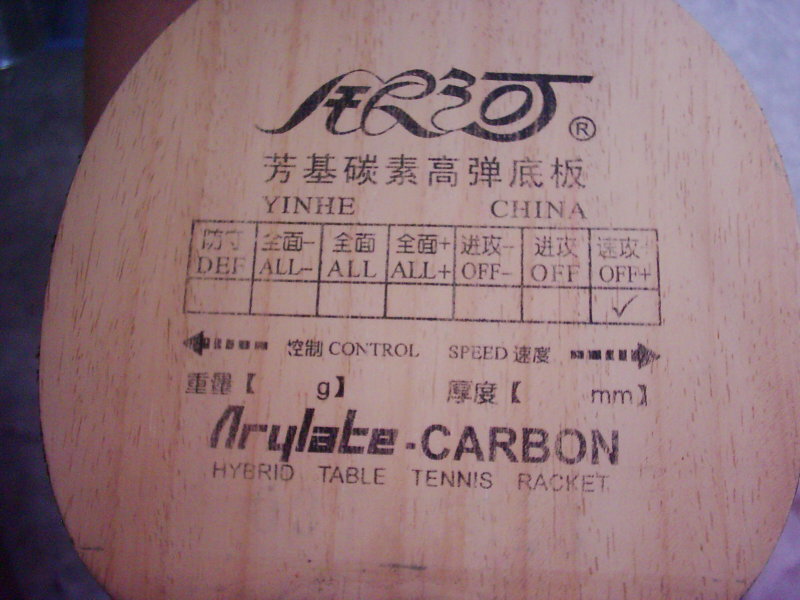 银河®
芳基碳素高弹底板
YINHE CHINA
防守 全面- 全面 全面+ 进攻- 进攻 速攻+
DEF ALL- ALL ALL+ OFF- OFF OFF+
✓
控制 CONTROL SPEED 速度
重量【 g】 厚度【 mm】
Arylate-CARBON
HYBRID TABLE TENNIS RACKET